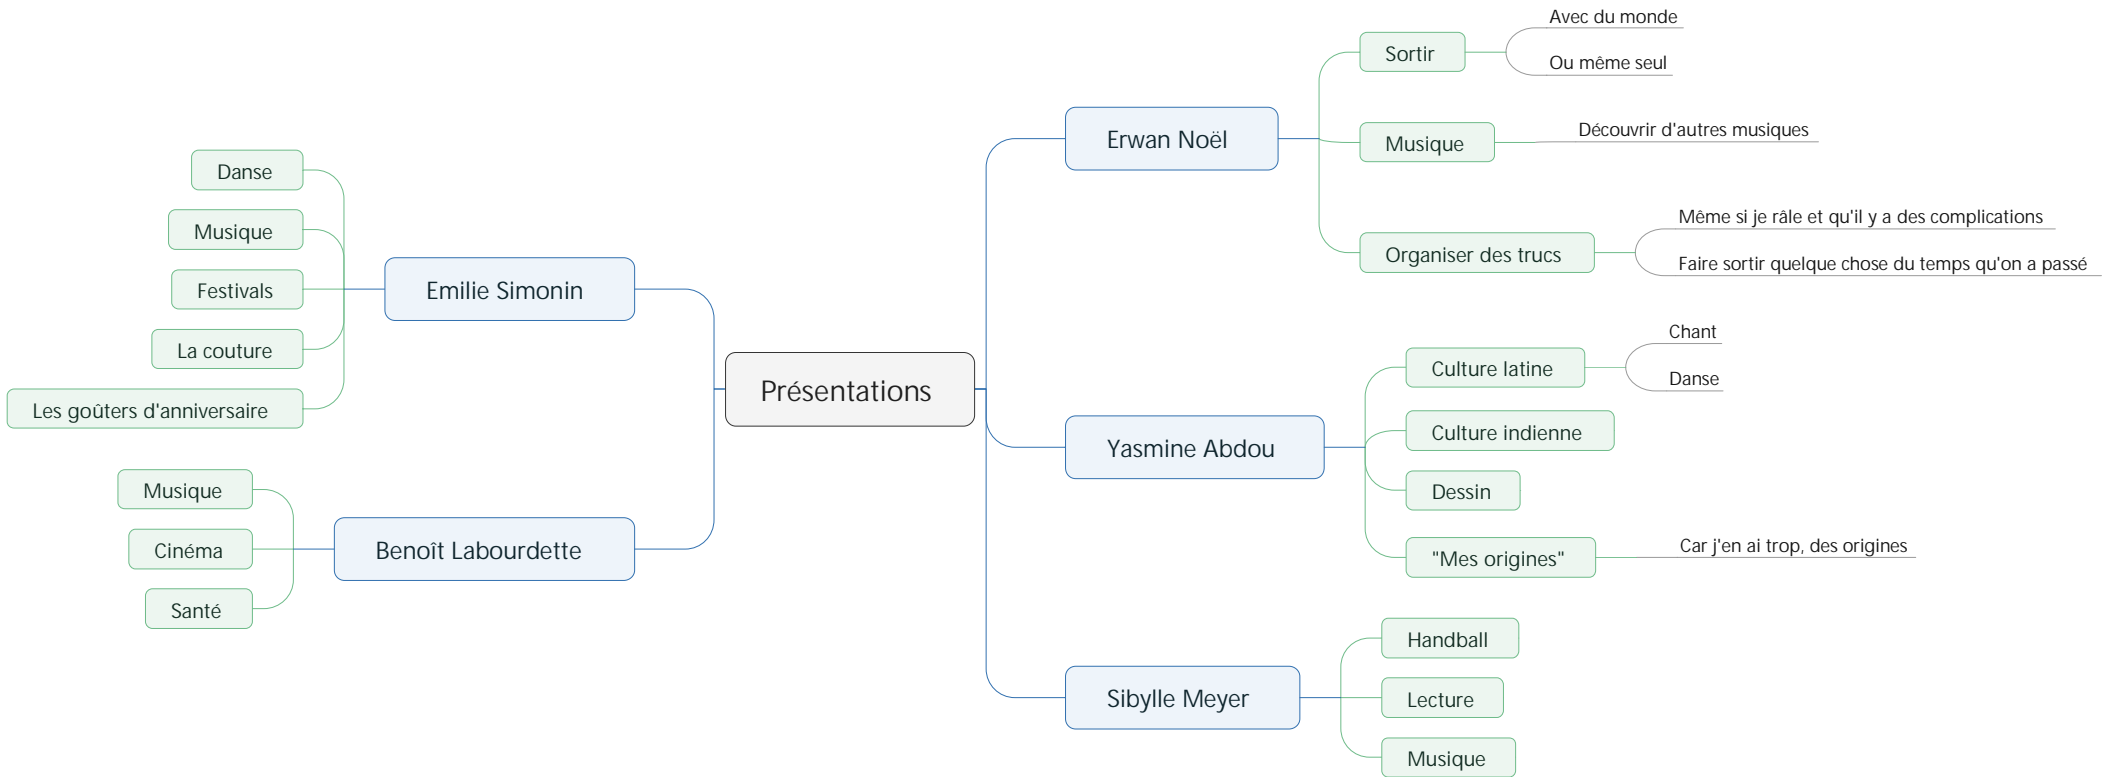 Présentations
Erwan Noël
Sortir
Avec du monde
Ou même seul
Musique
Découvrir d'autres musiques
Organiser des trucs
Même si je râle et qu'il y a des complications
Faire sortir quelque chose du temps qu'on a passé
Yasmine Abdou
Culture latine
Chant
Danse
Culture indienne
Dessin
"Mes origines"
Car j'en ai trop, des origines
Sibylle Meyer
Handball
Lecture
Musique
Emilie Simonin
Danse
Musique
Festivals
La couture
Les goûters d'anniversaire
Benoît Labourdette
Musique
Cinéma
Santé